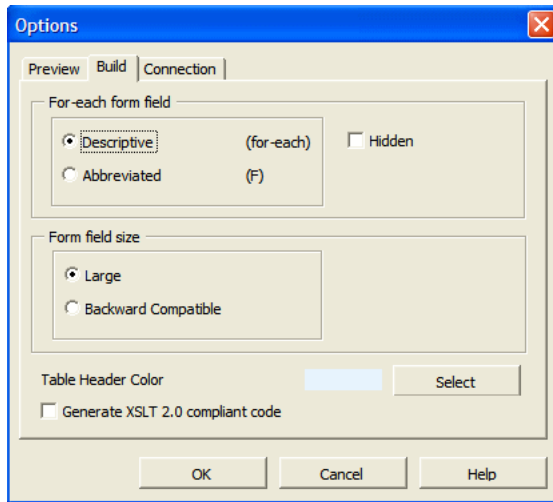 Options
Preview Build Connection
For-each form field
Descriptive (for-each) Hidden
Abbreviated (F)
Form field size
Large
Backward Compatible
Table Header Color Select
Generate XSLT 2.0 compliant code
OK Cancel Help